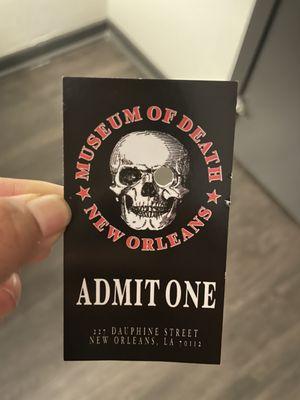 MUSEUM OF DEATH
NEW ORLEANS
ADMIT ONE
227 DAUPHINE STREET
NEW ORLEANS, LA 70112